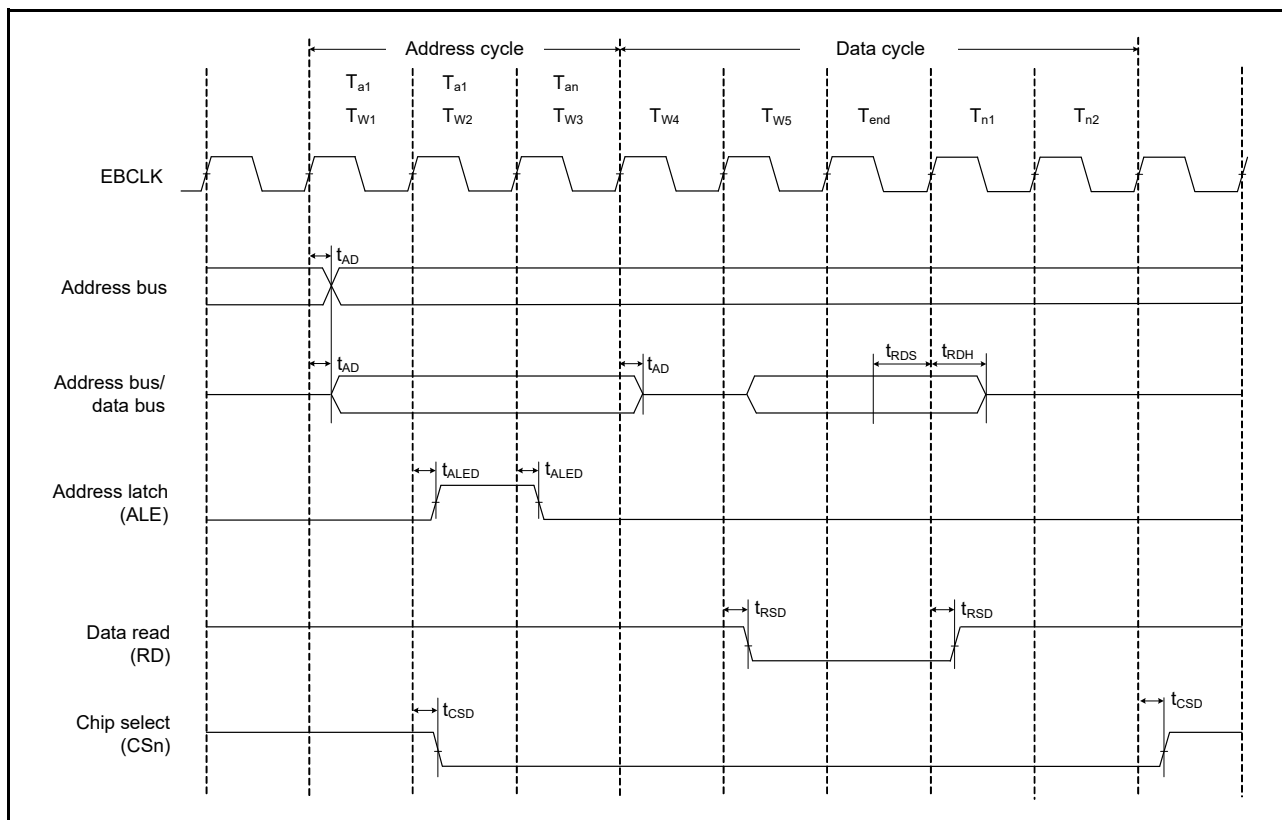 Address cycle Data cycle
Ta1 Ta1 Tan
TW1 TW2 TW3 TW4 TW5 Tend Tn1 Tn2
EBCLK
tAD
Address bus
tRDS tRDH
tAD tAD
Address bus/
data bus
tALED tALED
Address latch
(ALE)
tRSD tRSD
Data read
(RD)
tCSD tCSD
Chip select
(CSn)